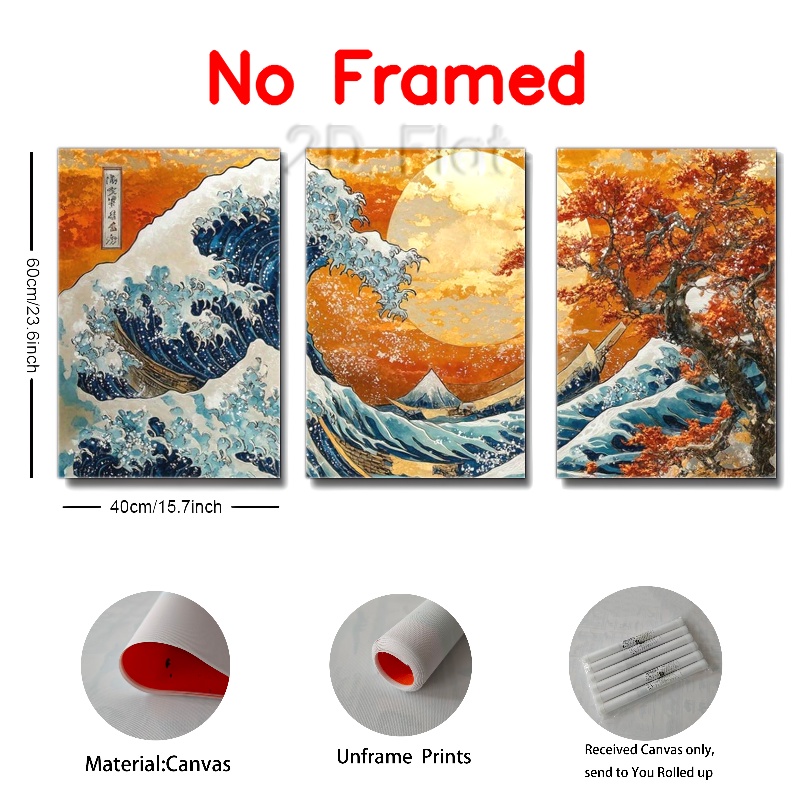 No Framed
2D Flat
60cm/23.6inch
40cm/15.7inch
Material:Canvas
Unframe Prints
Received Canvas only,
send to You Rolled up